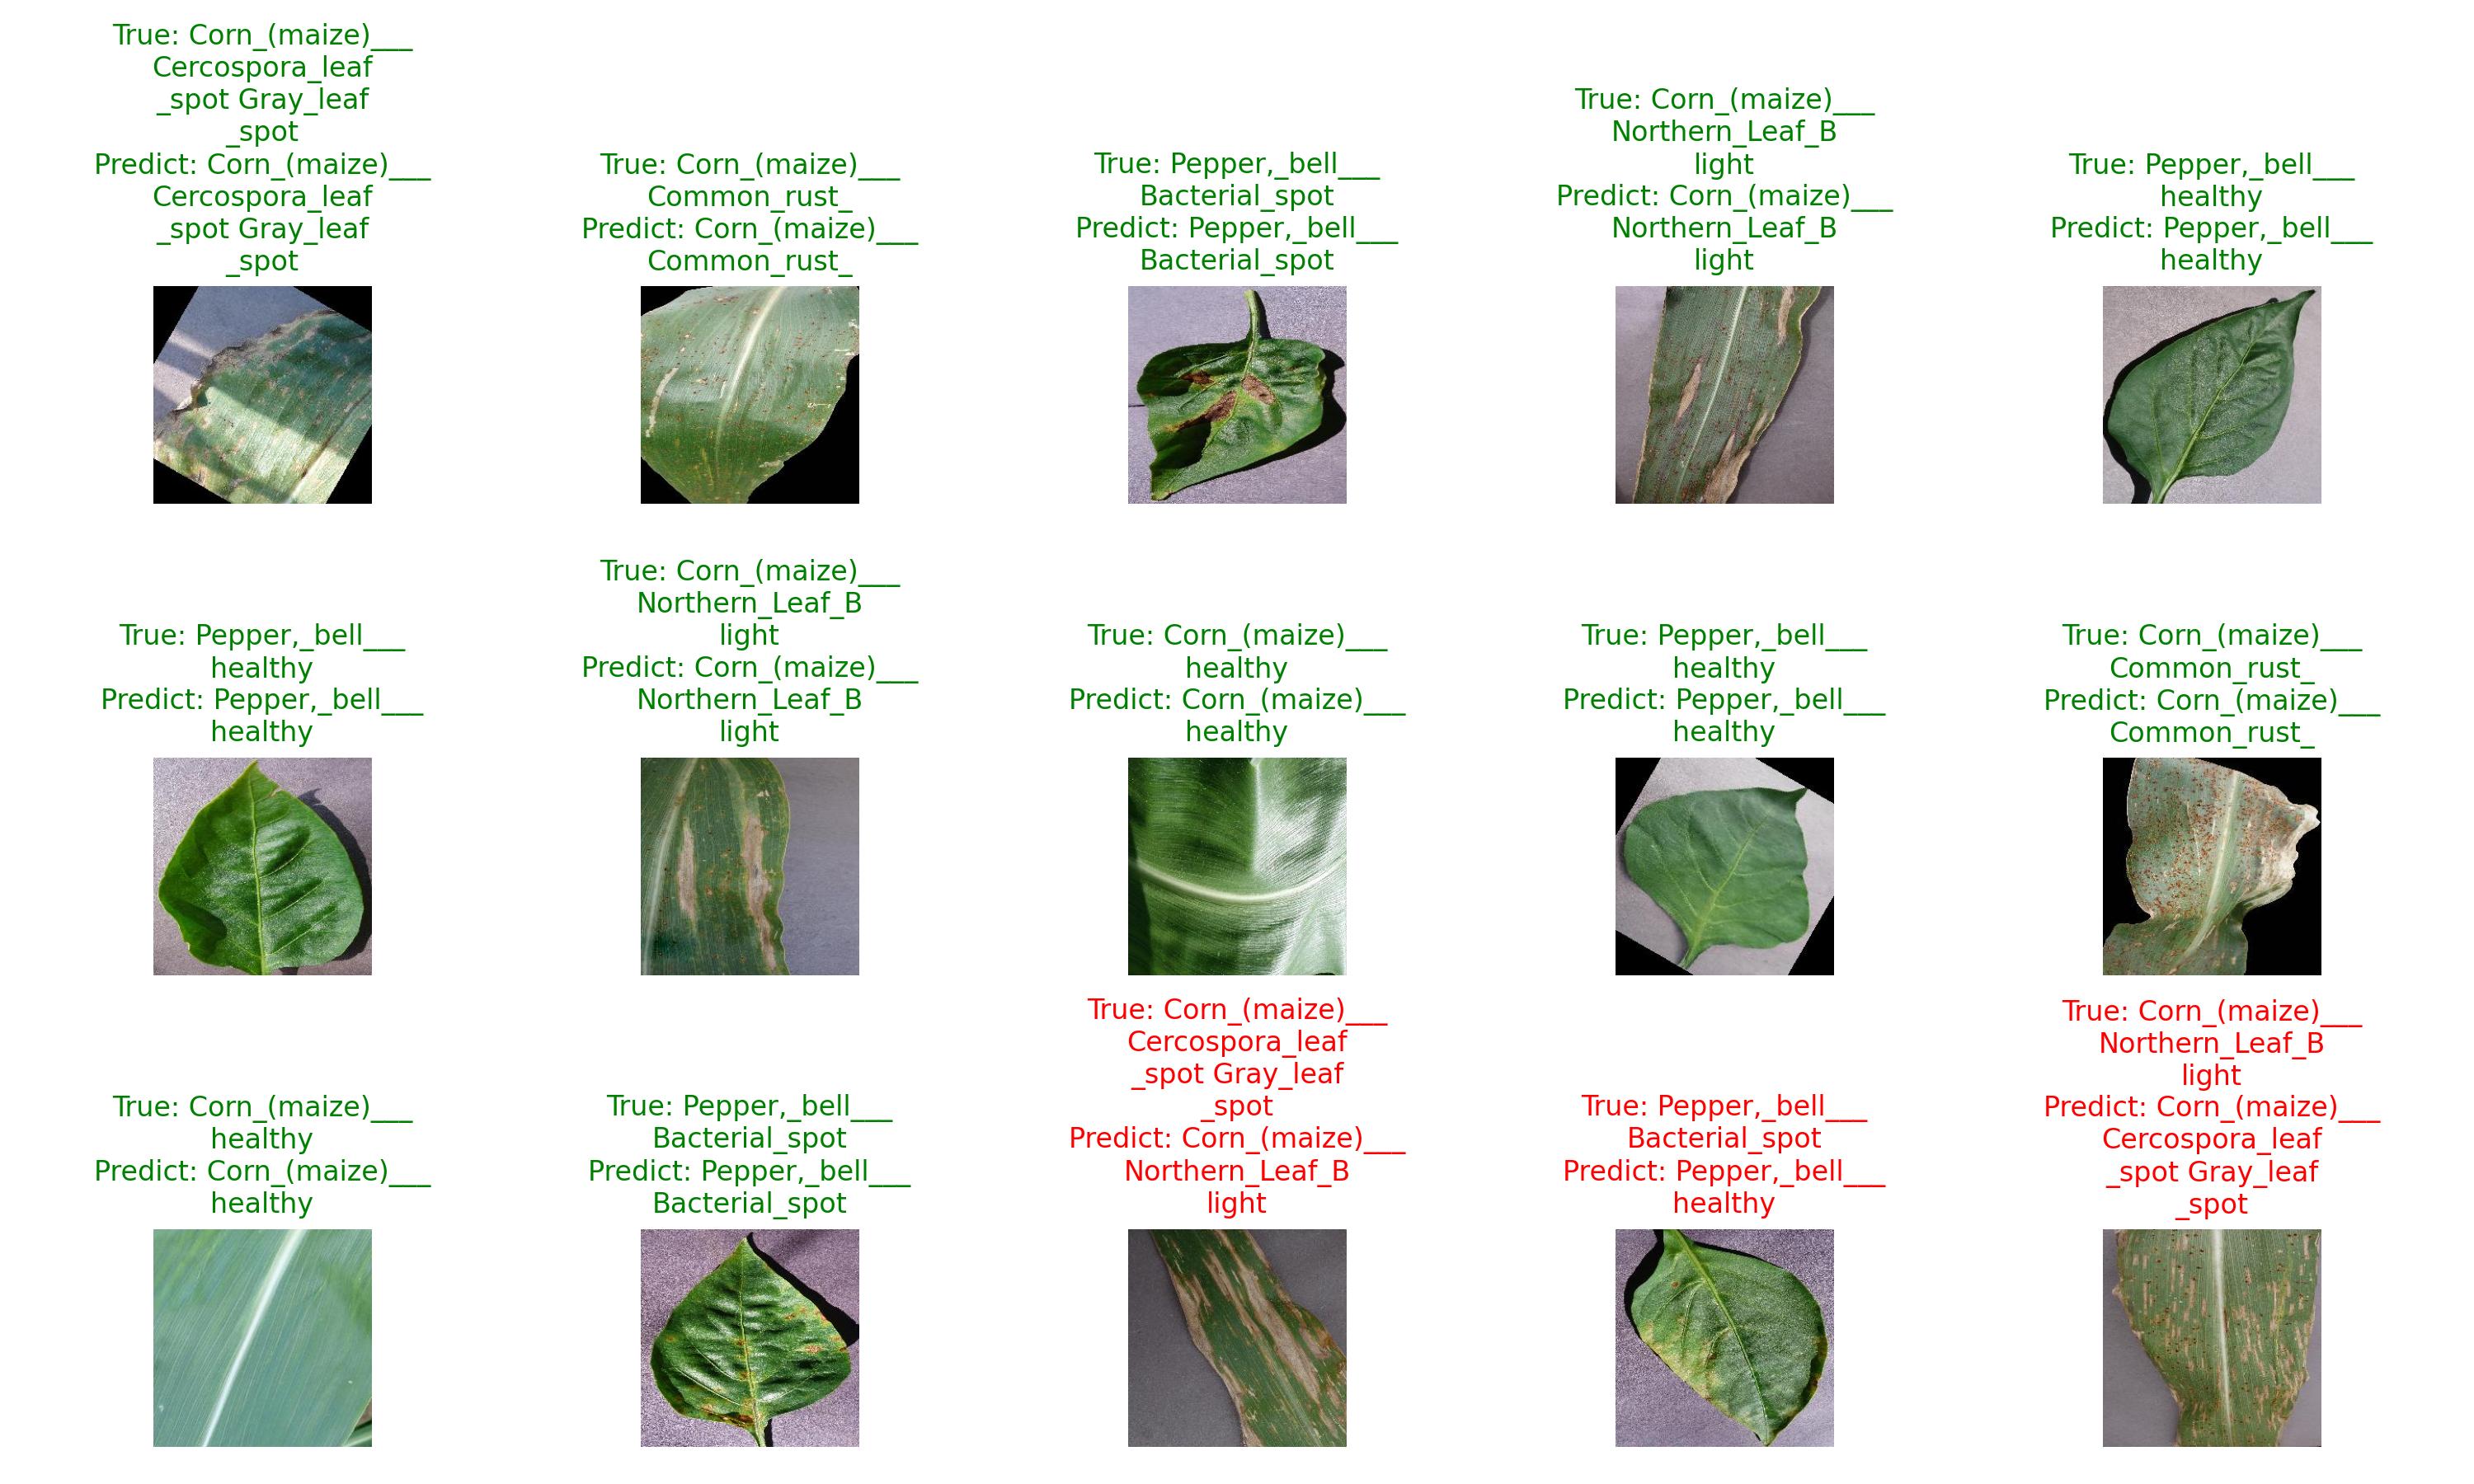 True: Corn_(maize)___
Cercospora_leaf
_spot Gray_leaf
_spot
Predict: Corn_(maize)___
Cercospora_leaf
_spot Gray_leaf
_spot
True: Corn_(maize)___
Common_rust_
Predict: Corn_(maize)___
Common_rust_
True: Pepper,_bell___
Bacterial_spot
Predict: Pepper,_bell___
Bacterial_spot
True: Corn_(maize)___
Northern_Leaf_B
light
Predict: Corn_(maize)___
Northern_Leaf_B
light
True: Pepper,_bell___
healthy
Predict: Pepper,_bell___
healthy
True: Pepper,_bell___
healthy
Predict: Pepper,_bell___
healthy
True: Corn_(maize)___
Northern_Leaf_B
light
Predict: Corn_(maize)___
Northern_Leaf_B
light
True: Corn_(maize)___
healthy
Predict: Corn_(maize)___
healthy
True: Pepper,_bell___
healthy
Predict: Pepper,_bell___
healthy
True: Corn_(maize)___
Common_rust_
Predict: Corn_(maize)___
Common_rust_
True: Corn_(maize)___
healthy
Predict: Corn_(maize)___
healthy
True: Pepper,_bell___
Bacterial_spot
Predict: Pepper,_bell___
Bacterial_spot
True: Corn_(maize)___
Cercospora_leaf
_spot Gray_leaf
_spot
Predict: Corn_(maize)___
Northern_Leaf_B
light
True: Pepper,_bell___
Bacterial_spot
Predict: Pepper,_bell___
healthy
True: Corn_(maize)___
Northern_Leaf_B
light
Predict: Corn_(maize)___
Cercospora_leaf
_spot Gray_leaf
_spot